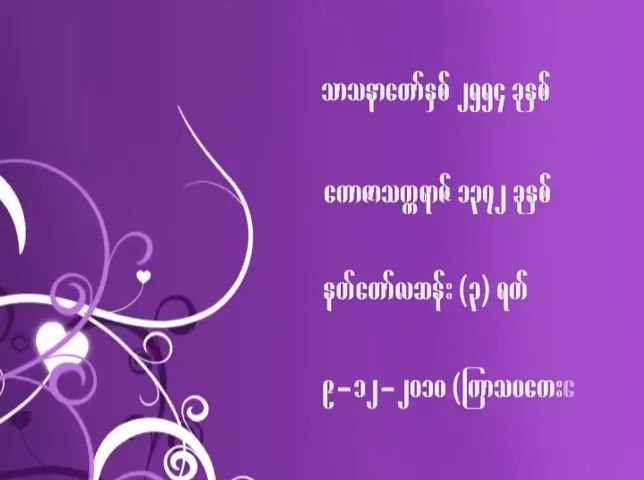 သာသနာတော်နှစ် ၂၅၅၄ ခုနှစ်
ကောဇာသက္ကရာဇ် ၁၃၇၂ ခုနှစ်
နတ်တော်လဆန်း (၃) ရက်
၉-၁၂-၂၀၁၀ (ကြာသပတေး